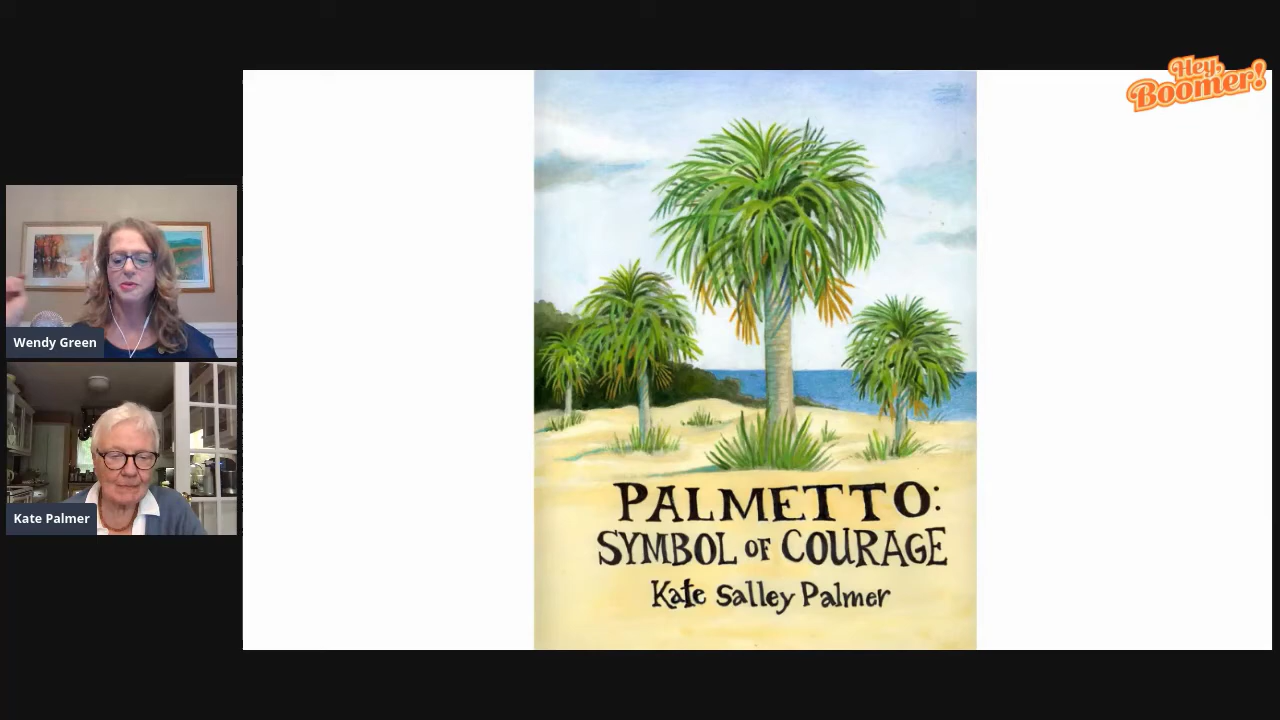 Hey,
Boomer!
Wendy Green
Kate Palmer
PALMETTO:
SYMBOL OF COURAGE
Kate Salley Palmer